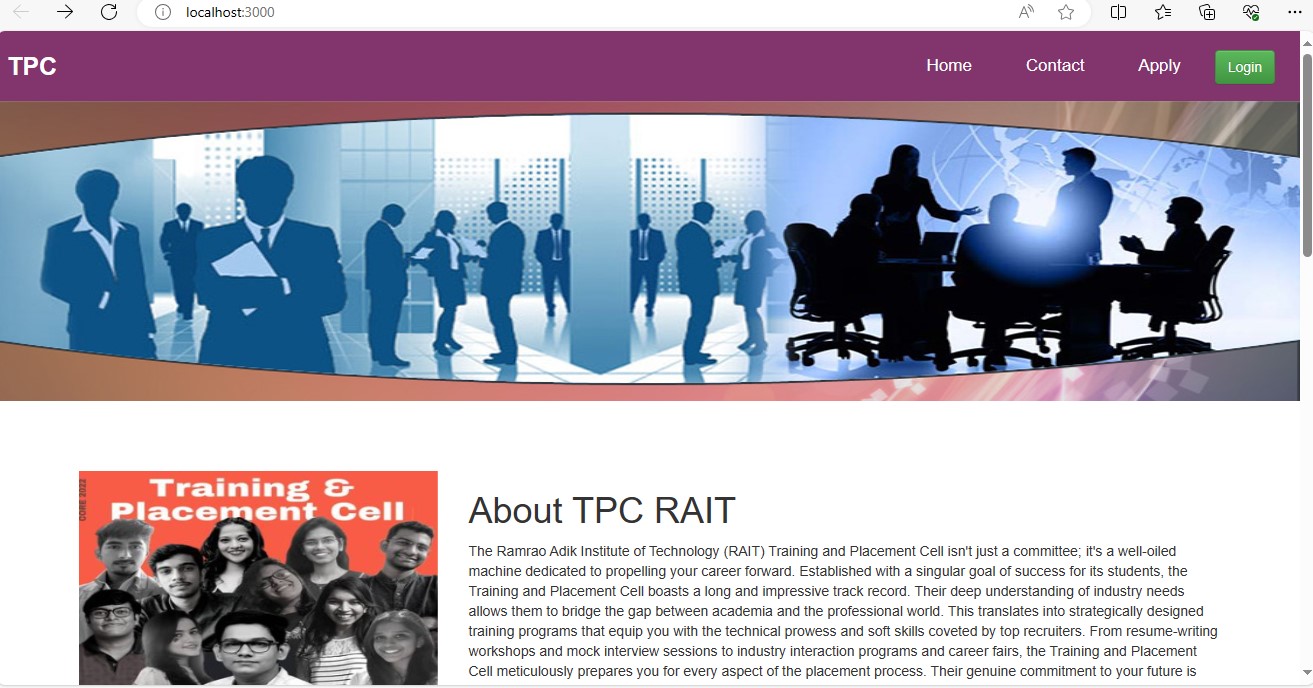 localhost:3000
TPC
Home Contact Apply Login
CORE 2022
Training &
Placement Cell
About TPC RAIT
The Ramrao Adik Institute of Technology (RAIT) Training and Placement Cell isn't just a committee; it's a well-oiled
machine dedicated to propelling your career forward. Established with a singular goal of success for its students, the
Training and Placement Cell boasts a long and impressive track record. Their deep understanding of industry needs
allows them to bridge the gap between academia and the professional world. This translates into strategically designed
training programs that equip you with the technical prowess and soft skills coveted by top recruiters. From resume-writing
workshops and mock interview sessions to industry interaction programs and career fairs, the Training and Placement
Cell meticulously prepares you for every aspect of the placement process. Their genuine commitment to your future is